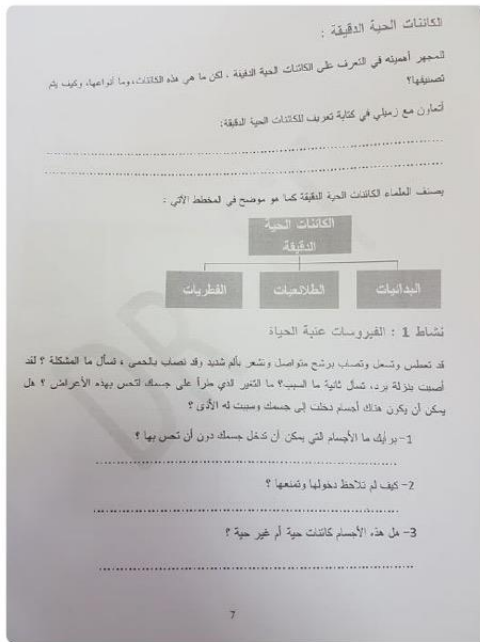 الكائنات الحية الدقيقة :
للمجهر أهميته في التعرف على الكائنات الحية الدقيقة ، لكن ما هي هذه الكائنات، وما أنواعها، وكيف يتم
تصنيفها؟
أتعاون مع زميلي في كتابة تعريف للكائنات الحية الدقيقة:
يصنف العلماء الكائنات الحية الدقيقة كما هو موضح في المخطط الآتي :
الكائنات الحية
الدقيقة
البدائيات الطلائعيات الفطريات
نشاط 1 : الفيروسات عتبة الحياة
قد تعطس وتسعل وتصاب برشح متواصل وتشعر بألم شديد وقد تصاب بالحمى ، تسأل ما المشكلة ؟ لقد
أصبت بنزلة برد، تسأل ثانية ما السبب؟ ما التغير الذي طرأ على جسمك لتحس بهذه الأعراض ؟ هل
يمكن أن يكون هناك أجسام دخلت إلى جسمك وسببت له الأذى ؟
1- برأيك ما الأجسام التي يمكن أن تدخل جسمك دون أن تحس بها ؟
2- كيف لم تلاحظ دخولها وتمنعها ؟
3- هل هذه الأجسام كائنات حية أم غير حية ؟
7